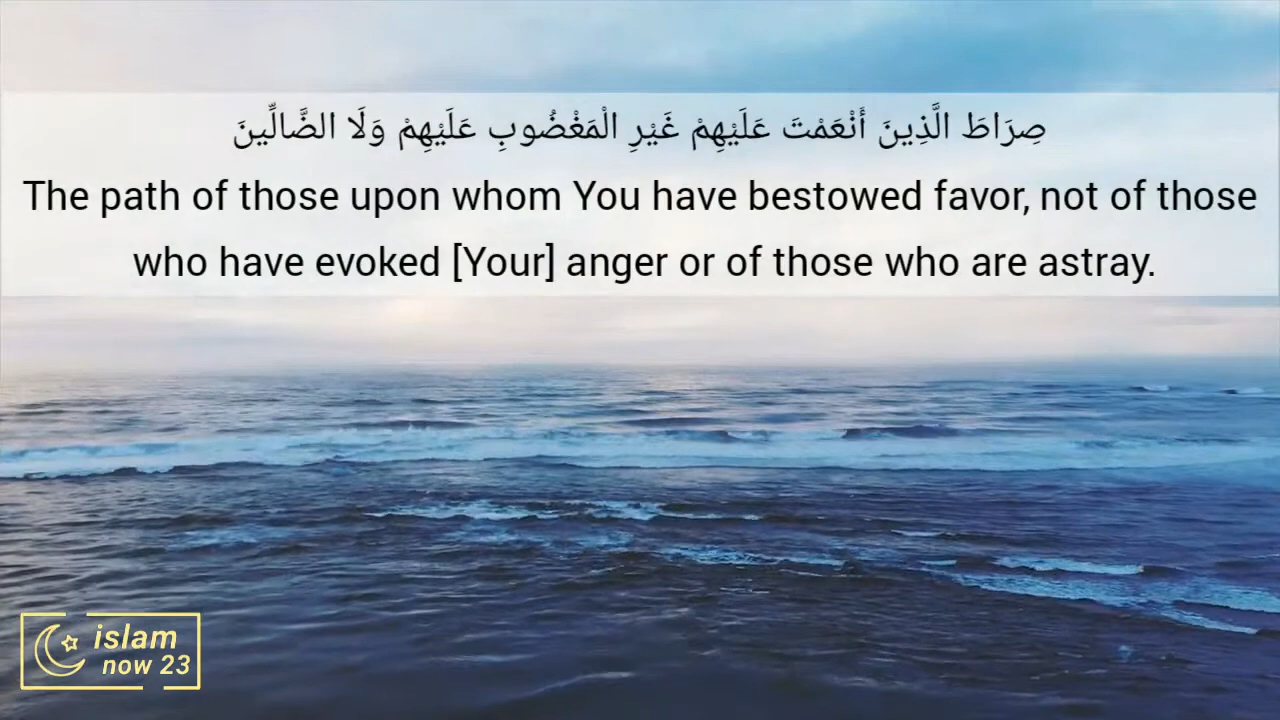 صِرَاطَ الَّذِينَ أَنْعَمْتَ عَلَيْهِمْ غَيْرِ الْمَغْضُوبِ عَلَيْهِمْ وَلَا الضَّالِّينَ
The path of those upon whom You have bestowed favor, not of those
who have evoked [Your] anger or of those who are astray.
islam
now 23